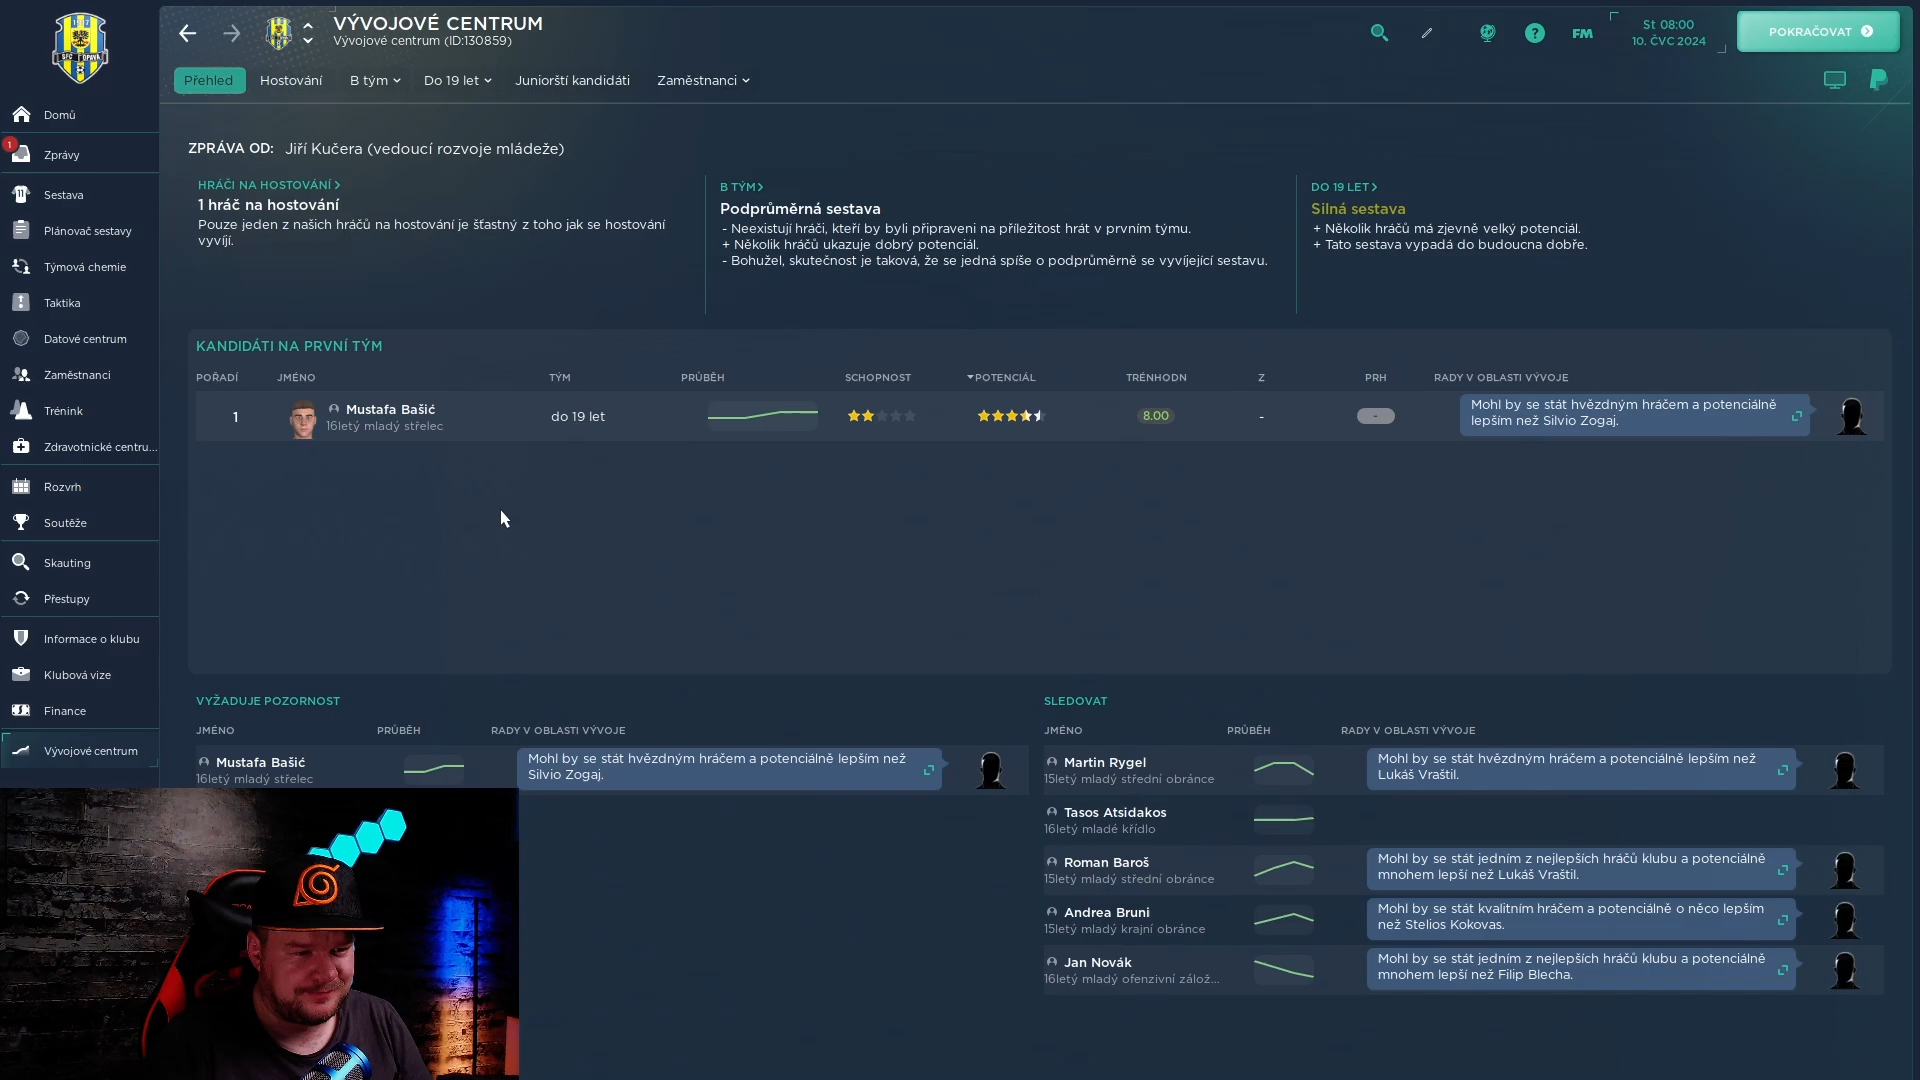 VÝVOJOVÉ CENTRUM
Vývojové centrum (ID:130859)
FM
St 08:00
10. ČVC 2024
POKRAČOVAT
Přehled
Hostování
B tým
Do 19 let
Juniorští kandidáti
Zaměstnanci
Domů
1
Zprávy
Sestava
Plánovač sestavy
Týmová chemie
Taktika
Datové centrum
Zaměstnanci
Trénink
Zdravotnické centru...
Rozvrh
Soutěže
Skauting
Přestupy
Informace o klubu
Klubová vize
Finance
Vývojové centrum
ZPRÁVA OD: Jiří Kučera (vedoucí rozvoje mládeže)
HRÁČI NA HOSTOVÁNÍ
1 hráč na hostování
Pouze jeden z našich hráčů na hostování je šťastný z toho jak se hostování
vyvíjí.
B TÝM
Podprůměrná sestava
- Neexistují hráči, kteří by byli připraveni na příležitost hrát v prvním týmu.
+ Několik hráčů ukazuje dobrý potenciál.
- Bohužel, skutečnost je taková, že se jedná spíše o podprůměrně se vyvíjející sestavu.
DO 19 LET
Silná sestava
+ Několik hráčů má zjevně velký potenciál.
+ Tato sestava vypadá do budoucna dobře.
KANDIDÁTI NA PRVNÍ TÝM
POŘADÍ JMÉNO TÝM PRŮBĚH SCHOPNOST POTENCIÁL TRÉNHODN Z PRH RADY V OBLASTI VÝVOJE
1 Mustafa Bašić do 19 let 8.00 - -
16letý mladý střelec
Mohl by se stát hvězdným hráčem a potenciálně
lepším než Silvio Zogaj.
VYŽADUJE POZORNOST
JMÉNO PRŮBĚH RADY V OBLASTI VÝVOJE
Mustafa Bašić
16letý mladý střelec
Mohl by se stát hvězdným hráčem a potenciálně lepším než
Silvio Zogaj.
SLEDOVAT
JMÉNO PRŮBĚH RADY V OBLASTI VÝVOJE
Martin Rygel
15letý mladý střední obránce
Mohl by se stát hvězdným hráčem a potenciálně lepším než
Lukáš Vraštil.
Tasos Atsidakos
16letý mladé křídlo
Roman Baroš
15letý mladý střední obránce
Mohl by se stát jedním z nejlepších hráčů klubu a potenciálně
mnohem lepší než Lukáš Vraštil.
Andrea Bruni
15letý mladý krajní obránce
Mohl by se stát kvalitním hráčem a potenciálně o něco lepším
než Stelios Kokovas.
Jan Novák
16letý mladý ofenzivní zálož...
Mohl by se stát jedním z nejlepších hráčů klubu a potenciálně
mnohem lepší než Filip Blecha.